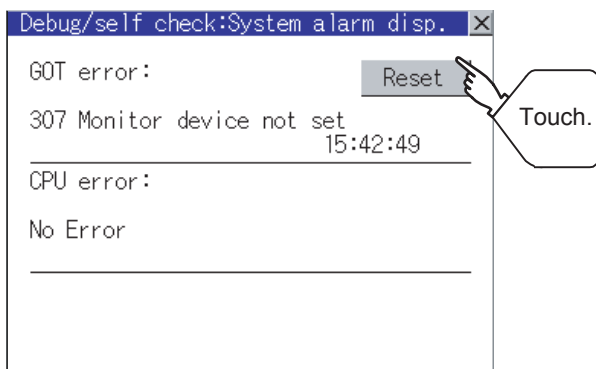 Debug/self check:System alarm disp. ×
GOT error:
Reset
Touch.
307 Monitor device not set
15:42:49
CPU error:
No Error